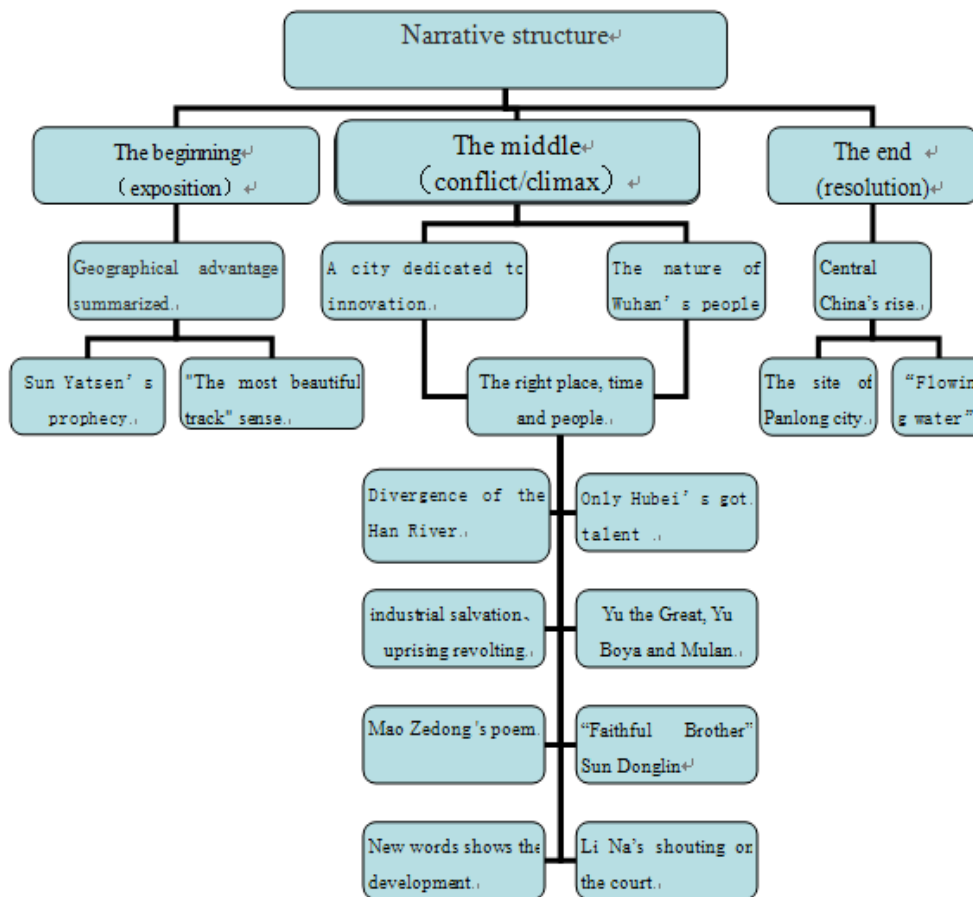 Narrative structure
The beginning
（exposition）
The middle
（conflict/climax）
The end
(resolution)
Geographical advantage
summarized.
A city dedicated to
innovation.
The nature of
Wuhan’s people
Central
China’s rise.
Sun Yatsen’s
prophecy.
"The most beautiful
track" sense.
The right place, time
and people.
The site of
Panlong city.
“Flowin
g water”
Divergence of the
Han River.
Only Hubei’s got
talent .
industrial salvation、
uprising revolting.
Yu the Great, Yu
Boya and Mulan.
Mao Zedong’s poem.
“Faithful Brother”
Sun Donglin
New words shows the
development.
Li Na’s shouting on
the court.